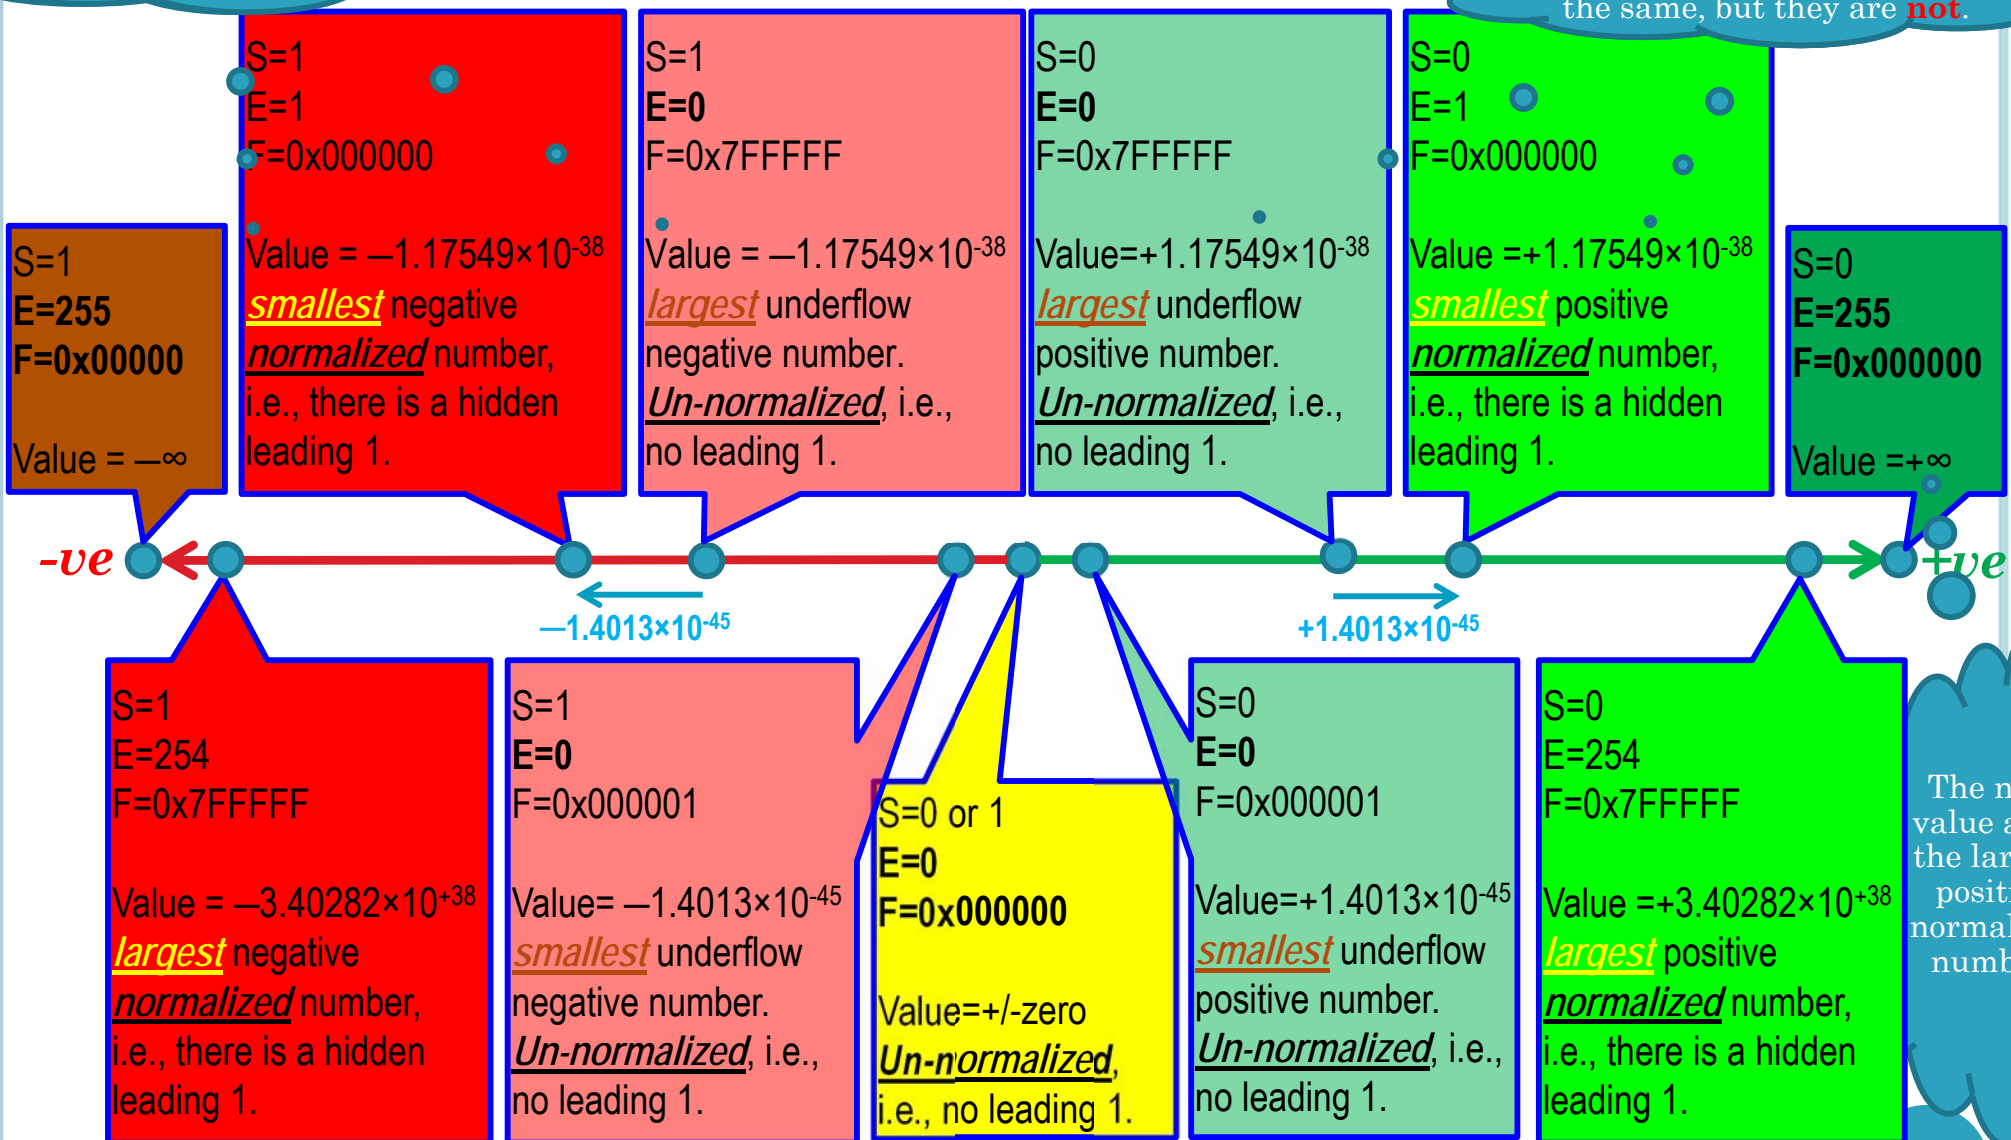 the same, but they are not.
S=1
E=1
F=0x000000
Value = —1.17549×10-38
smallest negative
normalized number,
i.e., there is a hidden
leading 1.
S=1
E=0
F=0x7FFFFF
Value = —1.17549×10-38
largest underflow
negative number.
Un-normalized, i.e.,
no leading 1.
S=0
E=0
F=0x7FFFFF
Value=+1.17549×10-38
largest underflow
positive number.
Un-normalized, i.e.,
no leading 1.
S=0
E=1
F=0x000000
Value =+1.17549×10-38
smallest positive
normalized number,
i.e., there is a hidden
leading 1.
S=1
E=255
F=0x00000
Value = —∞
S=0
E=255
F=0x000000
Value =+∞
-ve
+ve
—1.4013×10-45
+1.4013×10-45
S=1
E=254
F=0x7FFFFF
Value = —3.40282×10+38
largest negative
normalized number,
i.e., there is a hidden
leading 1.
S=1
E=0
F=0x000001
Value= —1.4013×10-45
smallest underflow
negative number.
Un-normalized, i.e.,
no leading 1.
S=0 or 1
E=0
F=0x000000
Value=+/-zero
Un-normalized,
i.e., no leading 1.
S=0
E=0
F=0x000001
Value=+1.4013×10-45
smallest underflow
positive number.
Un-normalized, i.e.,
no leading 1.
S=0
E=254
F=0x7FFFFF
Value =+3.40282×10+38
largest positive
normalized number,
i.e., there is a hidden
leading 1.
The
value
the